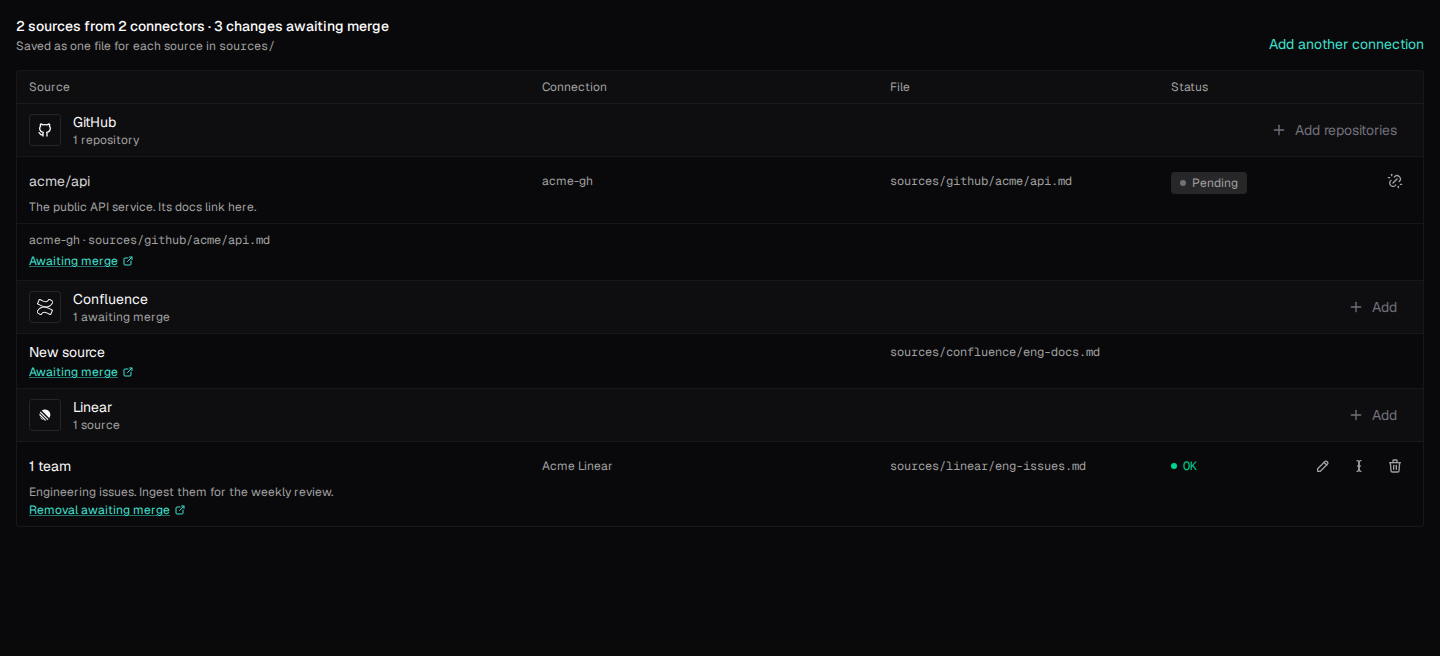 2 sources from 2 connectors · 3 changes awaiting merge
Saved as one file for each source in sources/
Add another connection
Source Connection File Status
GitHub
1 repository
+ Add repositories
acme/api acme-gh sources/github/acme/api.md Pending
The public API service. Its docs link here.
acme-gh · sources/github/acme/api.md
Awaiting merge
Confluence
1 awaiting merge
+ Add
New source sources/confluence/eng-docs.md
Awaiting merge
Linear
1 source
+ Add
1 team Acme Linear sources/linear/eng-issues.md OK
Engineering issues. Ingest them for the weekly review.
Removal awaiting merge